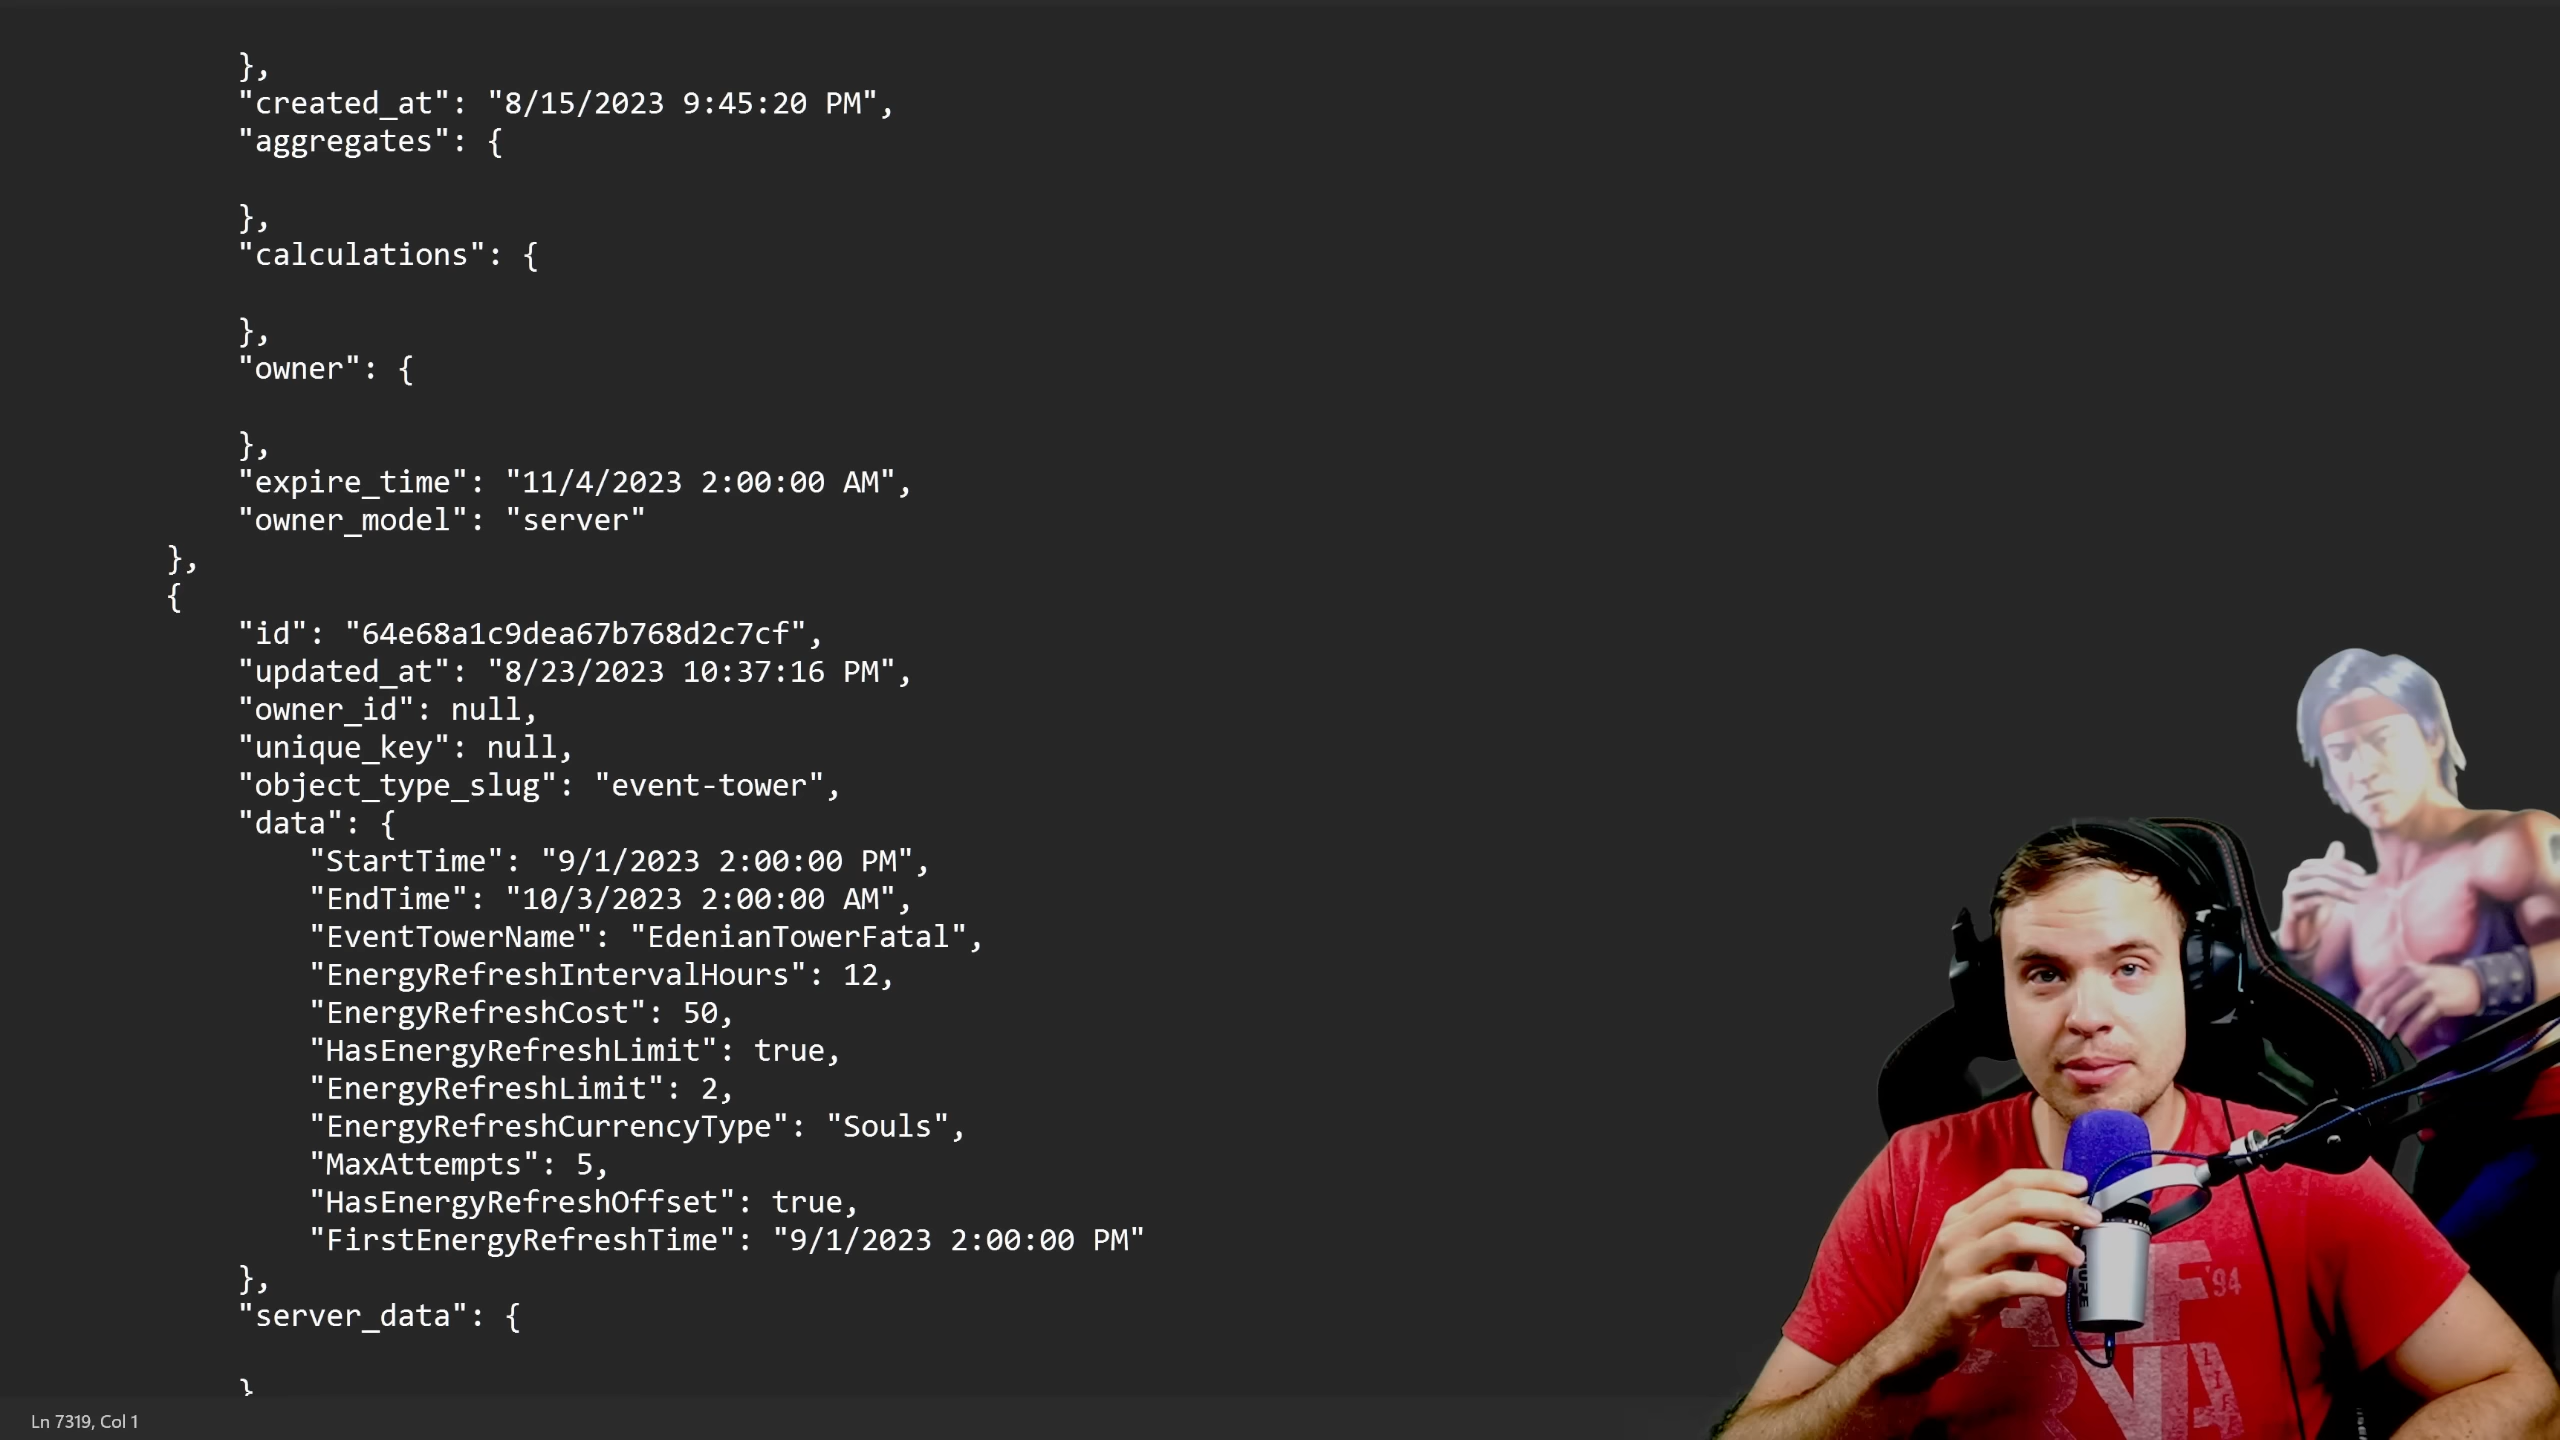 },
"created_at": "8/15/2023 9:45:20 PM",
"aggregates": {
},
"calculations": {
},
"owner": {
},
"expire_time": "11/4/2023 2:00:00 AM",
"owner_model": "server"
},
{
"id": "64e68a1c9dea67b768d2c7cf",
"updated_at": "8/23/2023 10:37:16 PM",
"owner_id": null,
"unique_key": null,
"object_type_slug": "event-tower",
"data": {
"StartTime": "9/1/2023 2:00:00 PM",
"EndTime": "10/3/2023 2:00:00 AM",
"EventTowerName": "EdenianTowerFatal",
"EnergyRefreshIntervalHours": 12,
"EnergyRefreshCost": 50,
"HasEnergyRefreshLimit": true,
"EnergyRefreshLimit": 2,
"EnergyRefreshCurrencyType": "Souls",
"MaxAttempts": 5,
"HasEnergyRefreshOffset": true,
"FirstEnergyRefreshTime": "9/1/2023 2:00:00 PM"
},
"server_data": {
}
Ln 7319, Col 1
'94